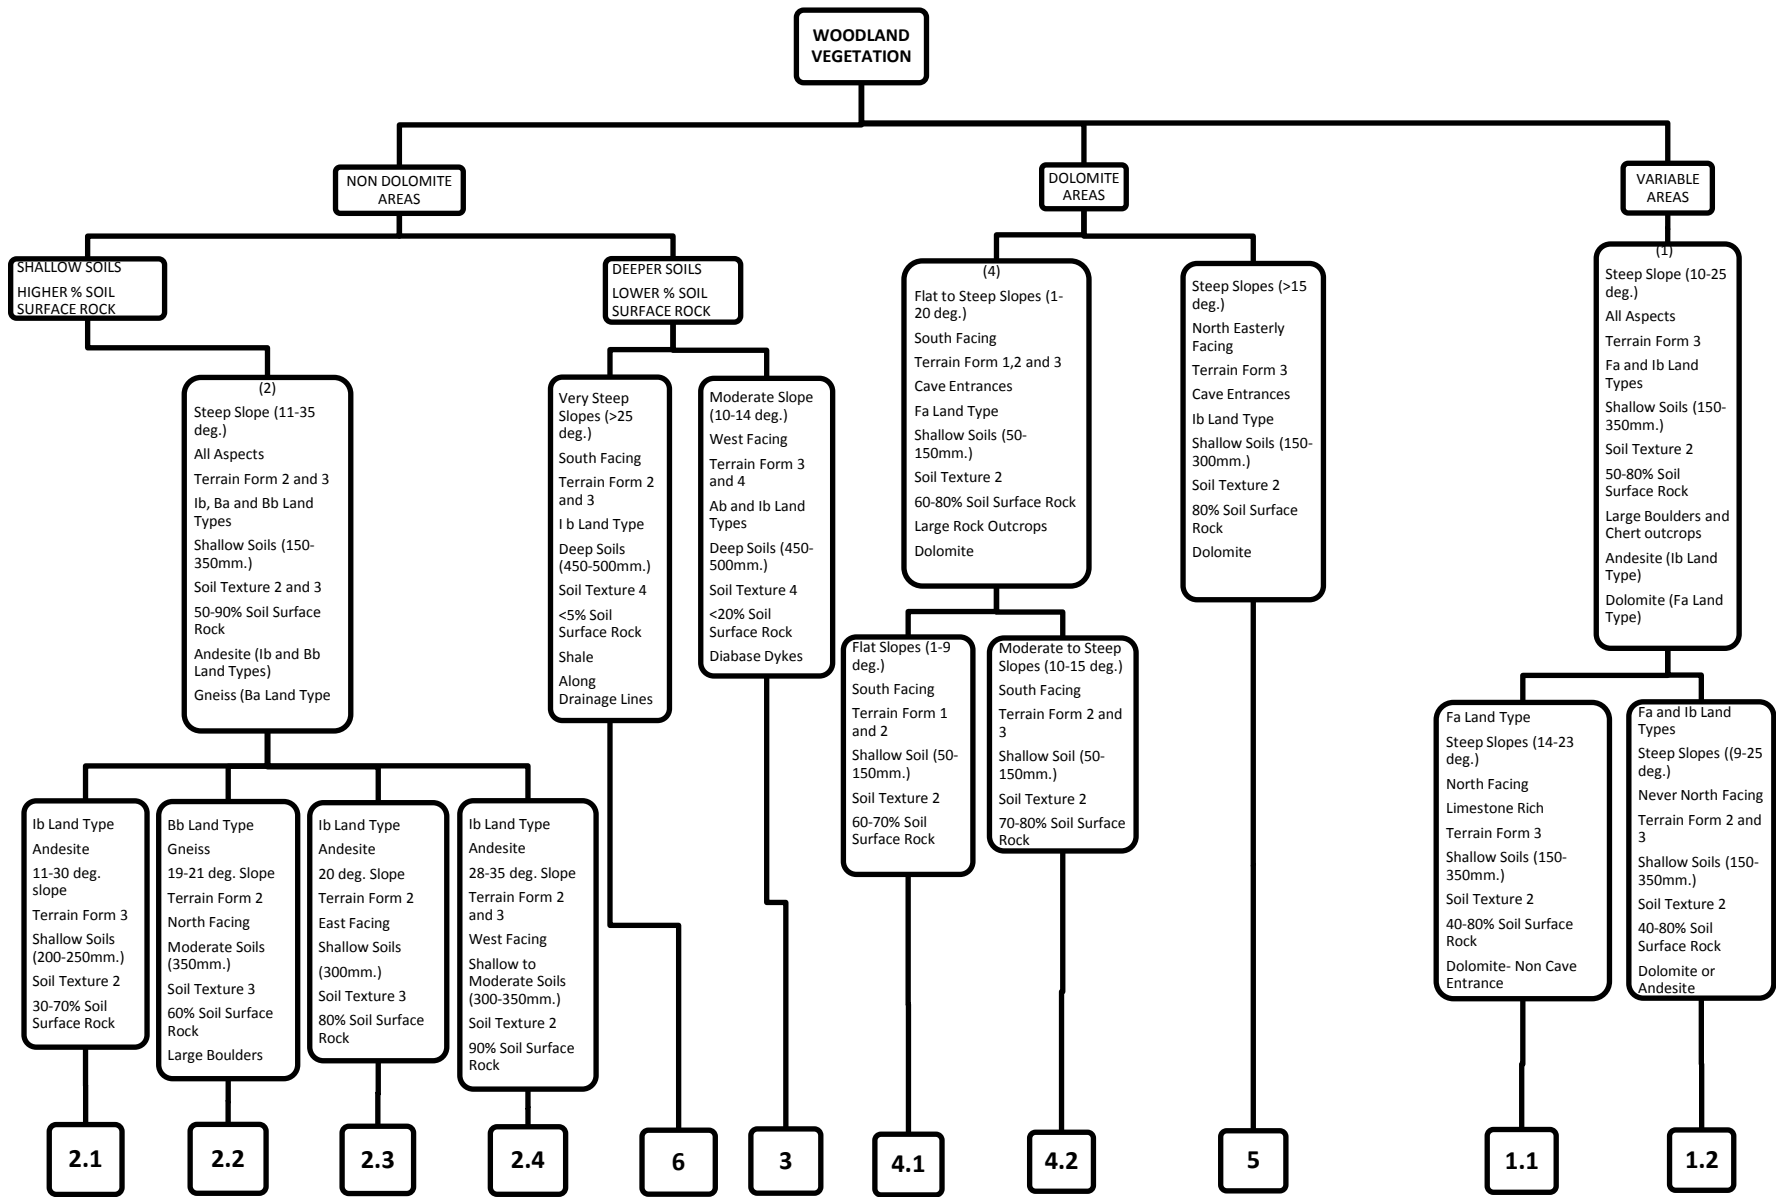 WOODLAND
VEGETATION
NON DOLOMITE
AREAS
DOLOMITE
AREAS
VARIABLE
AREAS
SHALLOW SOILS
HIGHER % SOIL
SURFACE ROCK
DEEPER SOILS
LOWER % SOIL
SURFACE ROCK
(2)
Steep Slope (11-35
deg.)
All Aspects
Terrain Form 2 and 3
Ib, Ba and Bb Land
Types
Shallow Soils (150-
350mm.)
Soil Texture 2 and 3
50-90% Soil Surface
Rock
Andesite (Ib and Bb
Land Types)
Gneiss (Ba Land Type
Very Steep
Slopes (>25
deg.)
South Facing
Terrain Form 2
and 3
I b Land Type
Deep Soils
(450-500mm.)
Soil Texture 4
<5% Soil
Surface Rock
Shale
Along
Drainage Lines
Moderate Slope
(10-14 deg.)
West Facing
Terrain Form 3
and 4
Ab and Ib Land
Types
Deep Soils (450-
500mm.)
Soil Texture 4
<20% Soil
Surface Rock
Diabase Dykes
(4)
Flat to Steep Slopes (1-
20 deg.)
South Facing
Terrain Form 1,2 and 3
Cave Entrances
Fa Land Type
Shallow Soils (50-
150mm.)
Soil Texture 2
60-80% Soil Surface Rock
Large Rock Outcrops
Dolomite
Steep Slopes (>15
deg.)
North Easterly
Facing
Terrain Form 3
Cave Entrances
Ib Land Type
Shallow Soils (150-
300mm.)
Soil Texture 2
80% Soil Surface
Rock
Dolomite
(1)
Steep Slope (10-25
deg.)
All Aspects
Terrain Form 3
Fa and Ib Land
Types
Shallow Soils (150-
350mm.)
Soil Texture 2
50-80% Soil
Surface Rock
Large Boulders and
Chert outcrops
Andesite (Ib Land
Type)
Dolomite (Fa Land
Type)
Ib Land Type
Andesite
11-30 deg.
slope
Terrain Form 3
Shallow Soils
(200-250mm.)
Soil Texture 2
30-70% Soil
Surface Rock
Bb Land Type
Gneiss
19-21 deg. Slope
Terrain Form 2
North Facing
Moderate Soils
(350mm.)
Soil Texture 3
60% Soil Surface
Rock
Large Boulders
Ib Land Type
Andesite
20 deg. Slope
Terrain Form 2
East Facing
Shallow Soils
(300mm.)
Soil Texture 3
80% Soil Surface
Rock
Ib Land Type
Andesite
28-35 deg. Slope
Terrain Form 2
and 3
West Facing
Shallow to
Moderate Soils
(300-350mm.)
Soil Texture 2
90% Soil Surface
Rock
Flat Slopes (1-9
deg.)
South Facing
Terrain Form 1
and 2
Shallow Soil (50-
150mm.)
Soil Texture 2
60-70% Soil
Surface Rock
Moderate to Steep
Slopes (10-15 deg.)
South Facing
Terrain Form 2 and
3
Shallow Soil (50-
150mm.)
Soil Texture 2
70-80% Soil Surface
Rock
Fa Land Type
Steep Slopes (14-23
deg.)
North Facing
Limestone Rich
Terrain Form 3
Shallow Soils (150-
350mm.)
Soil Texture 2
40-80% Soil Surface
Rock
Dolomite- Non Cave
Entrance
Fa and Ib Land
Types
Steep Slopes ((9-25
deg.)
Never North Facing
Terrain Form 2 and
3
Shallow Soils (150-
350mm.)
Soil Texture 2
40-80% Soil
Surface Rock
Dolomite or
Andesite
2.1
2.2
2.3
2.4
6
3
4.1
4.2
5
1.1
1.2